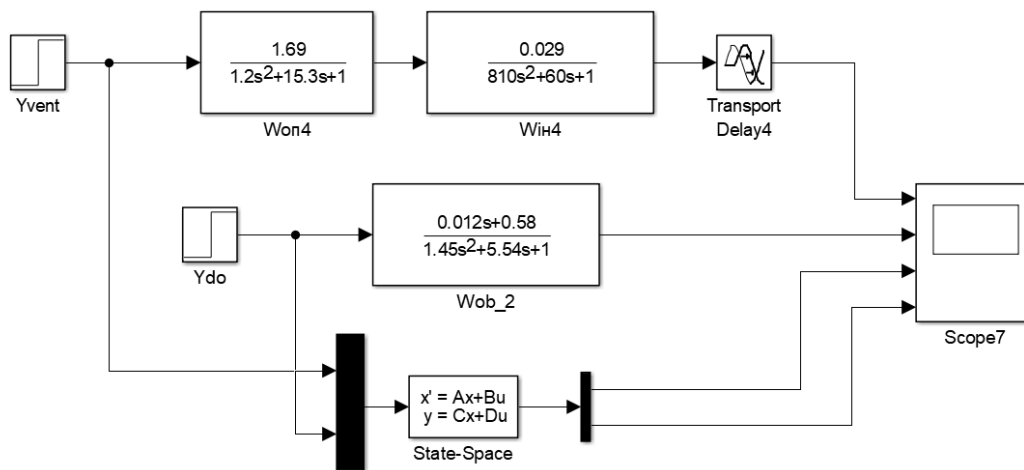 Yvent
1.69
1.2s²+15.3s+1
Wоп4
0.029
810s²+60s+1
Wін4
Transport
Delay4
Ydo
0.012s+0.58
1.45s²+5.54s+1
Wob_2
Scope7
x' = Ax+Bu
y = Cx+Du
State-Space